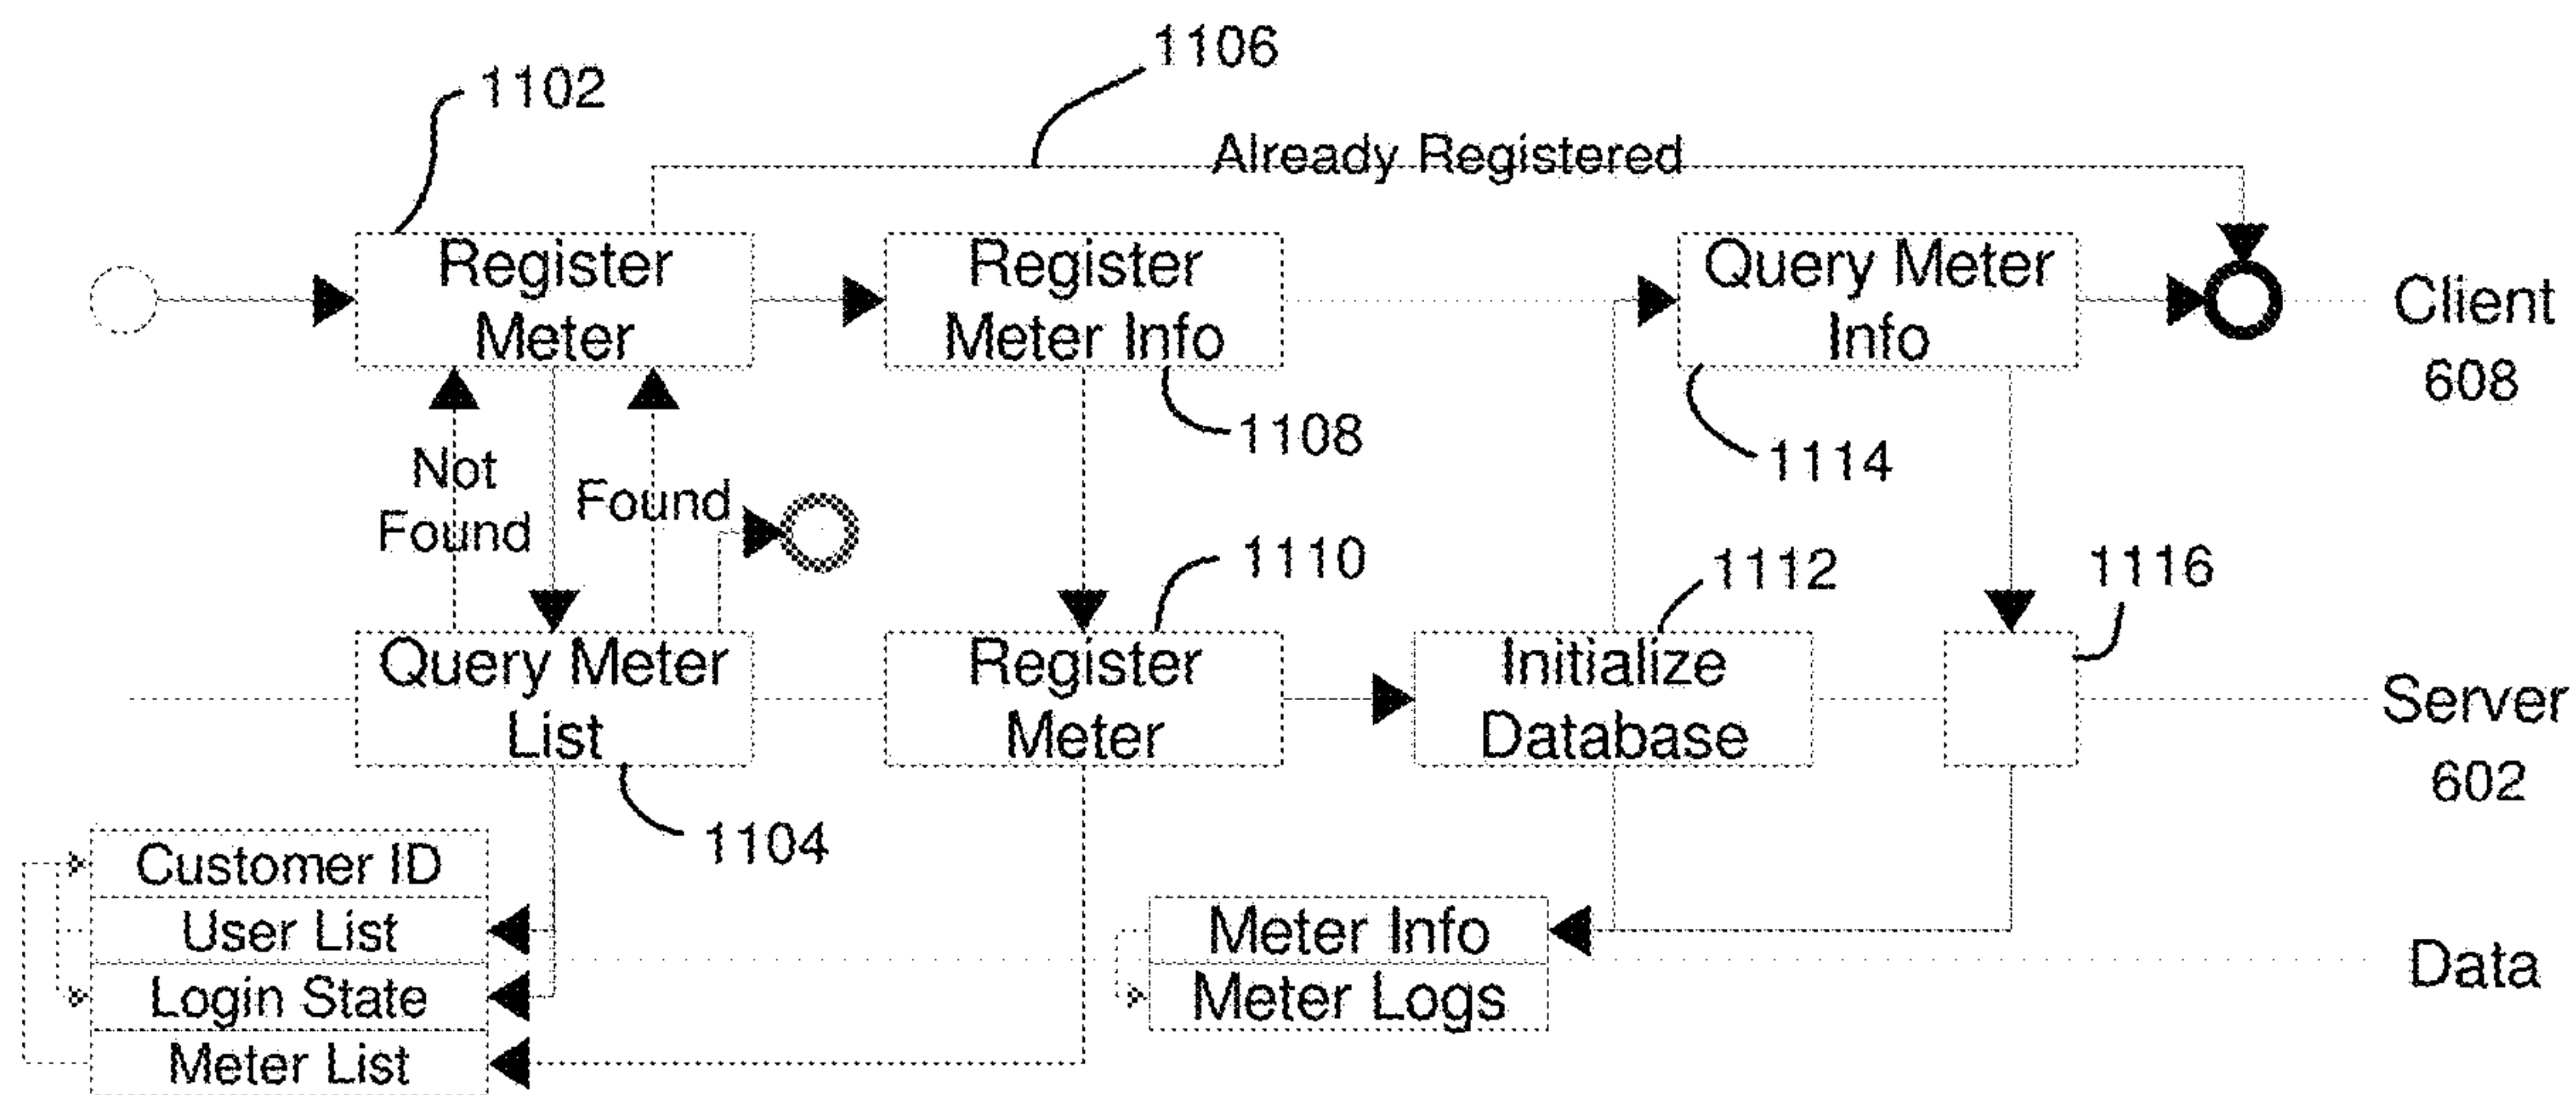 1106
1102
Already Registered
Register
Meter
Register
Meter Info
Query Meter
Info
Client
608
1108
1114
Not
Found
Found
1110
1112
1116
Query Meter
List
Register
Meter
Initialize
Database
Server
602
1104
Customer ID
User List
Login State
Meter List
Meter Info
Meter Logs
Data